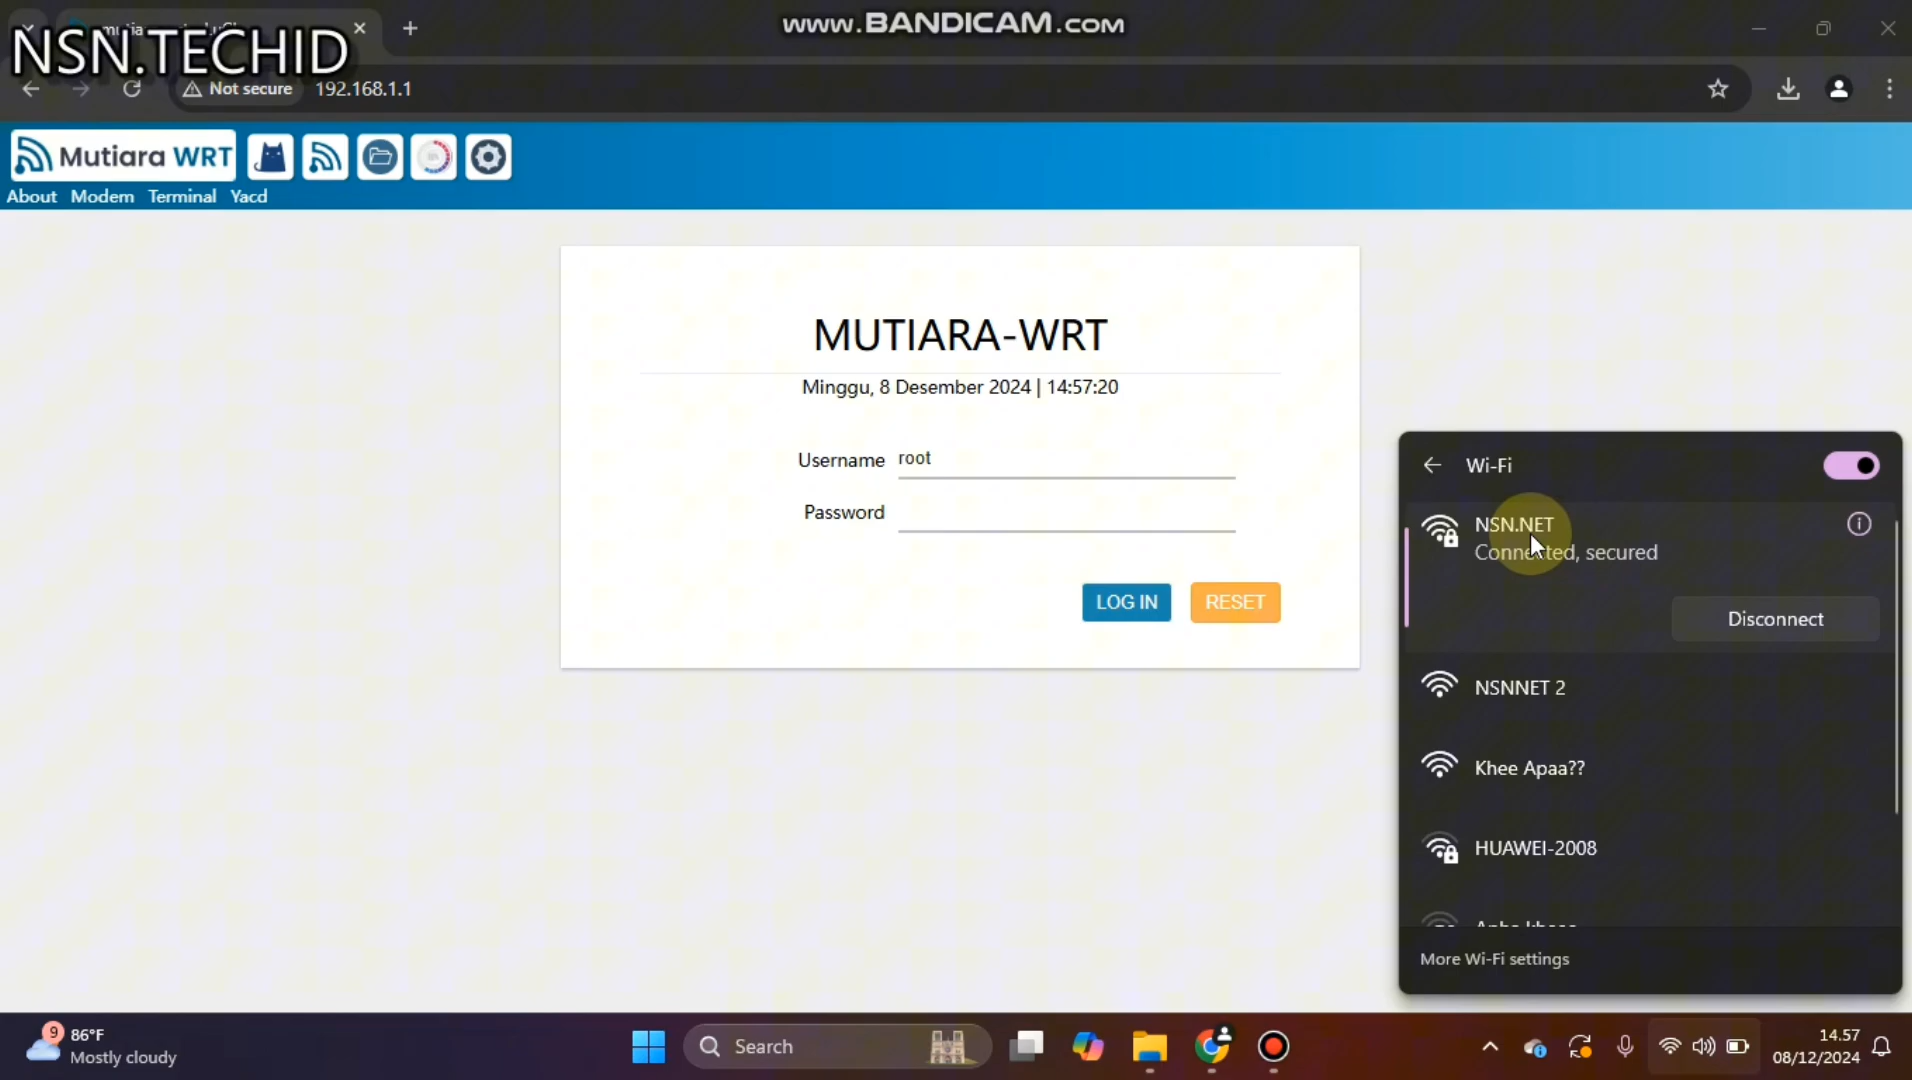 www.BANDICAM.com
NSN.TECHID
Not secure
192.168.1.1
Mutiara WRT
About Modem Terminal Yacd
MUTIARA-WRT
Minggu, 8 Desember 2024 | 14:57:20
Username root
Password
LOG IN
RESET
Wi-Fi
NSN.NET
Connected, secured
Disconnect
NSNNET 2
Khee Apaa??
HUAWEI-2008
More Wi-Fi settings
9
86°F
Mostly cloudy
Search
14.57
08/12/2024